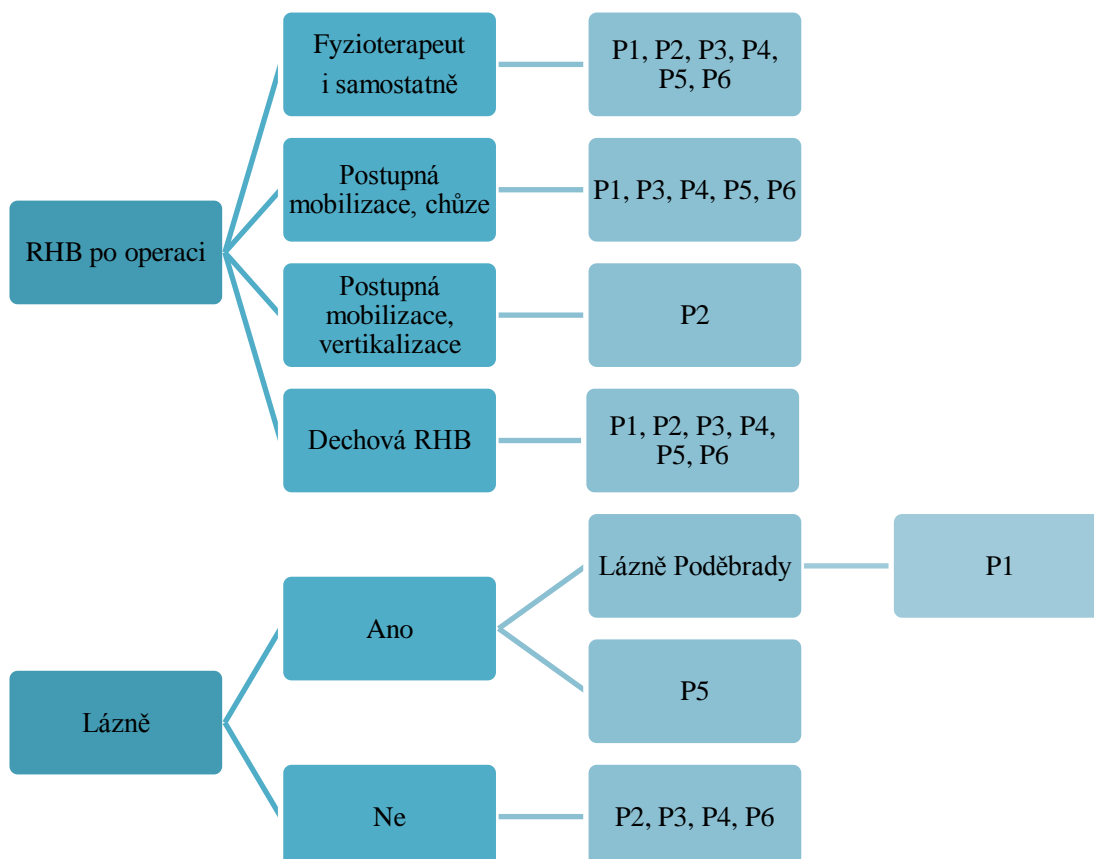 Fyzioterapeut
i samostatně
P1, P2, P3, P4,
P5, P6
Postupná
mobilizace, chůze
P1, P3, P4, P5, P6
RHB po operaci
Postupná
mobilizace,
vertikalizace
P2
Dechová RHB
P1, P2, P3, P4,
P5, P6
Lázně Poděbrady
P1
Ano
P5
Lázně
Ne
P2, P3, P4, P6